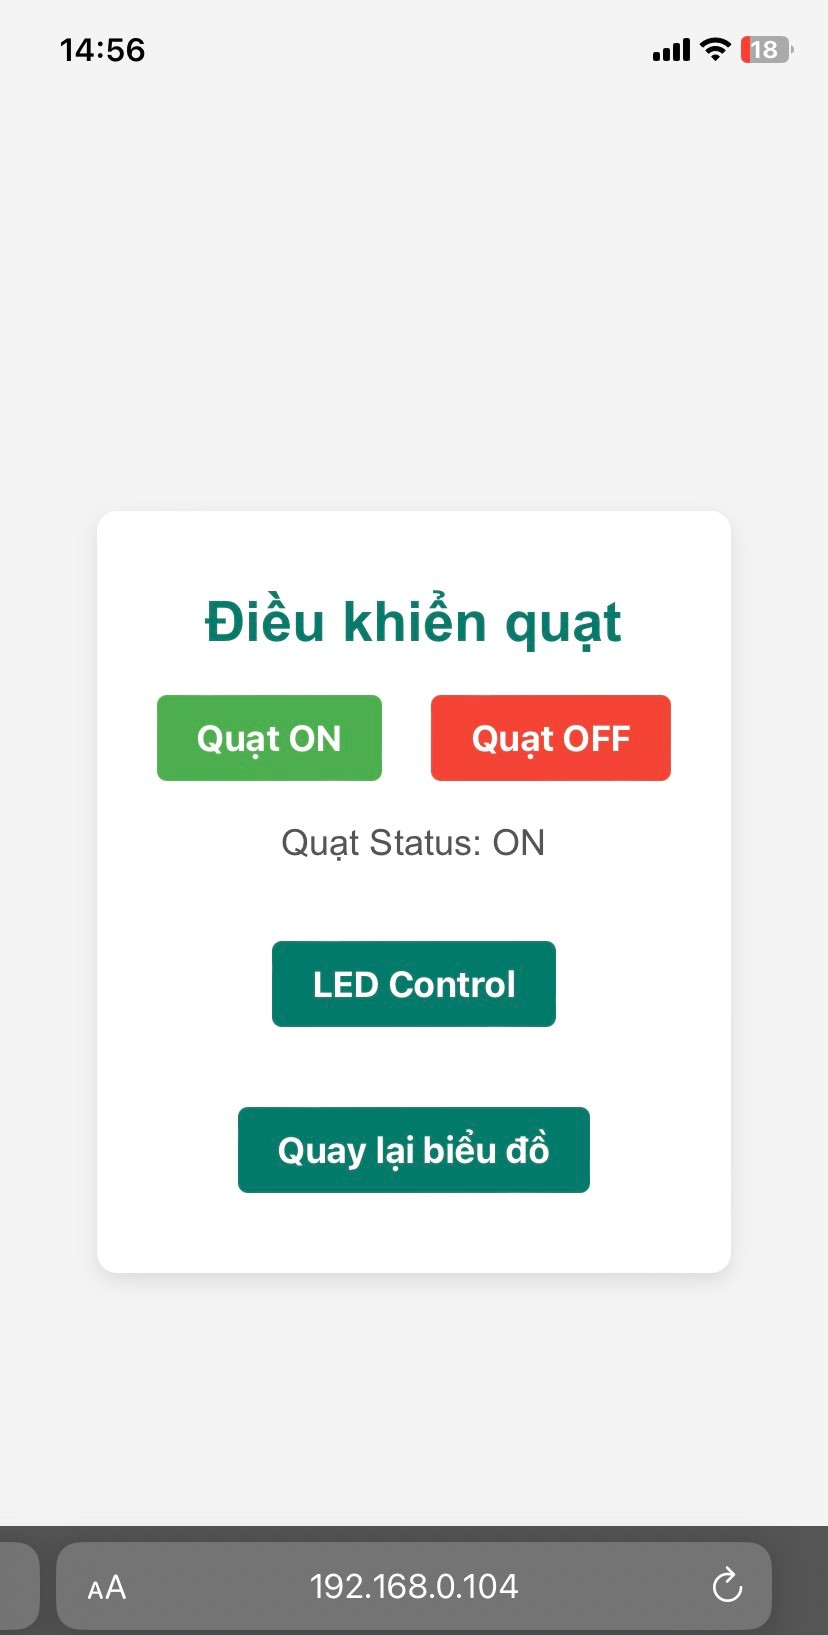 14:56
18
Điều khiển quạt
Quạt ON
Quạt OFF
Quạt Status: ON
LED Control
Quay lại biểu đồ
AA
192.168.0.104